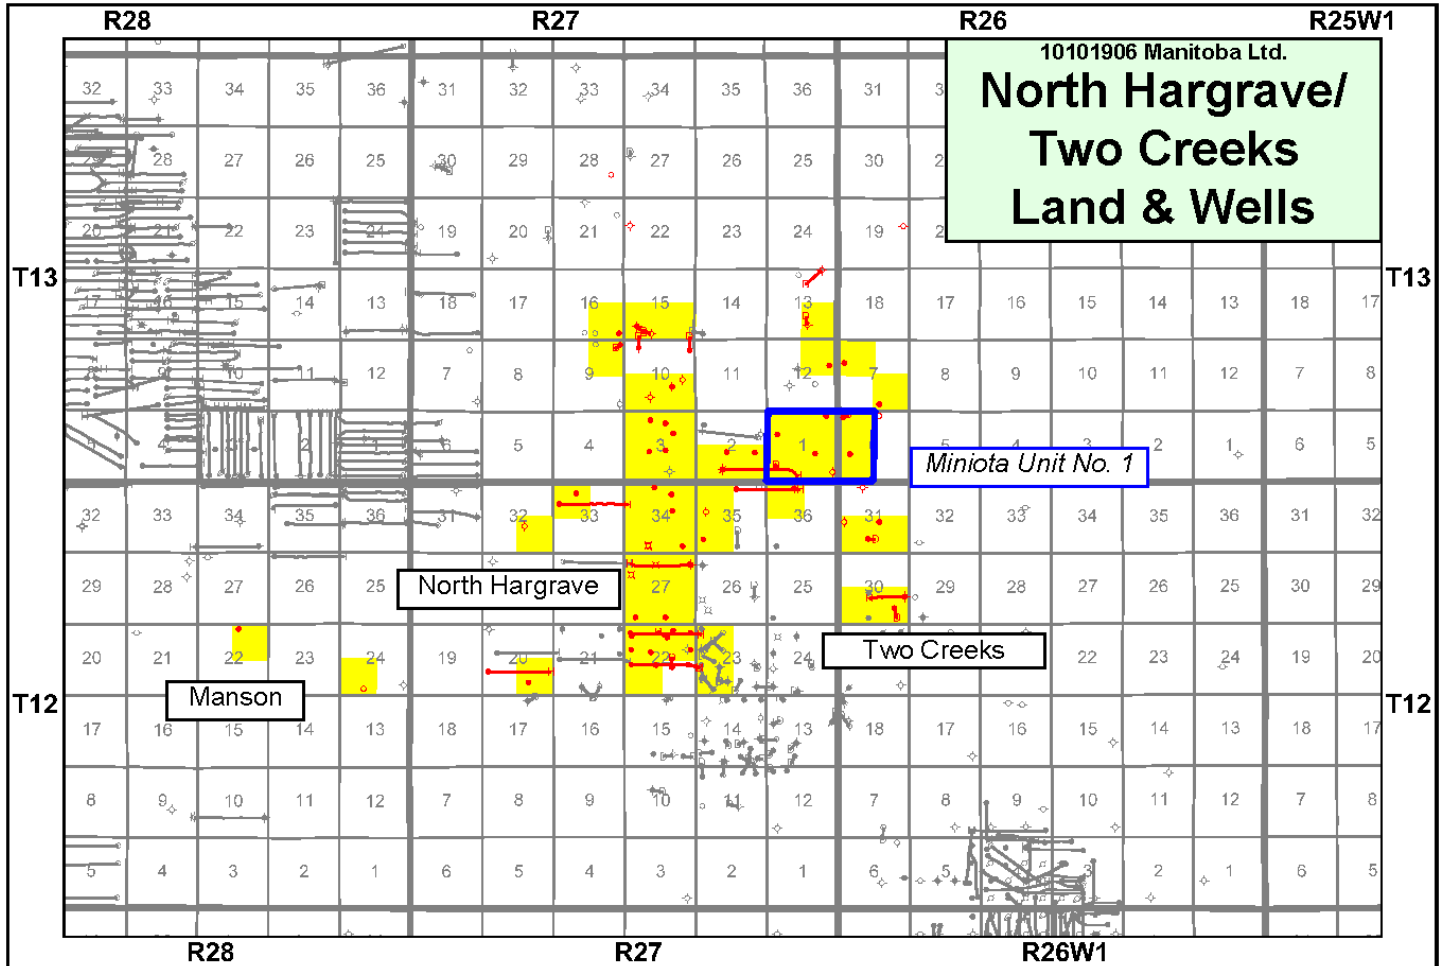 R28 R27 R26 R25W1
10101906 Manitoba Ltd.
North Hargrave/
Two Creeks
Land & Wells
32 33 34 35 36 31 32 33 34 35 36 31
28 27 26 25 30 29 28 27 26 25 30
20 21 22 23 24 19 20 21 22 23 24 19
T13 T13
17 16 15 14 13 18 17 16 15 14 13 18 17 16 15 14 13 18 17
10 11 12 7 8 9 10 11 12 7 8 9 10 11 12 7 8
4 2 6 5 4 3 2 1 5 4 3 2 1 6 5
Miniota Unit No. 1
32 33 34 35 36 31 32 33 34 35 36 31 32 33 34 35 36 31 32
29 28 27 26 25 27 26 25 30 29 28 27 26 25 30 29
North Hargrave
20 21 22 23 24 19 20 21 22 23 24 22 23 24 19 20
Two Creeks
Manson
T12 T12
17 16 15 14 13 18 17 16 15 14 13 18 17 16 15 14 13 18 17
8 9 10 11 12 7 8 9 10 11 12 7 8 9 10 11 12 7 8
5 4 3 2 1 6 5 4 3 2 1 6 5 3 2 1 6 5
R28 R27 R26W1